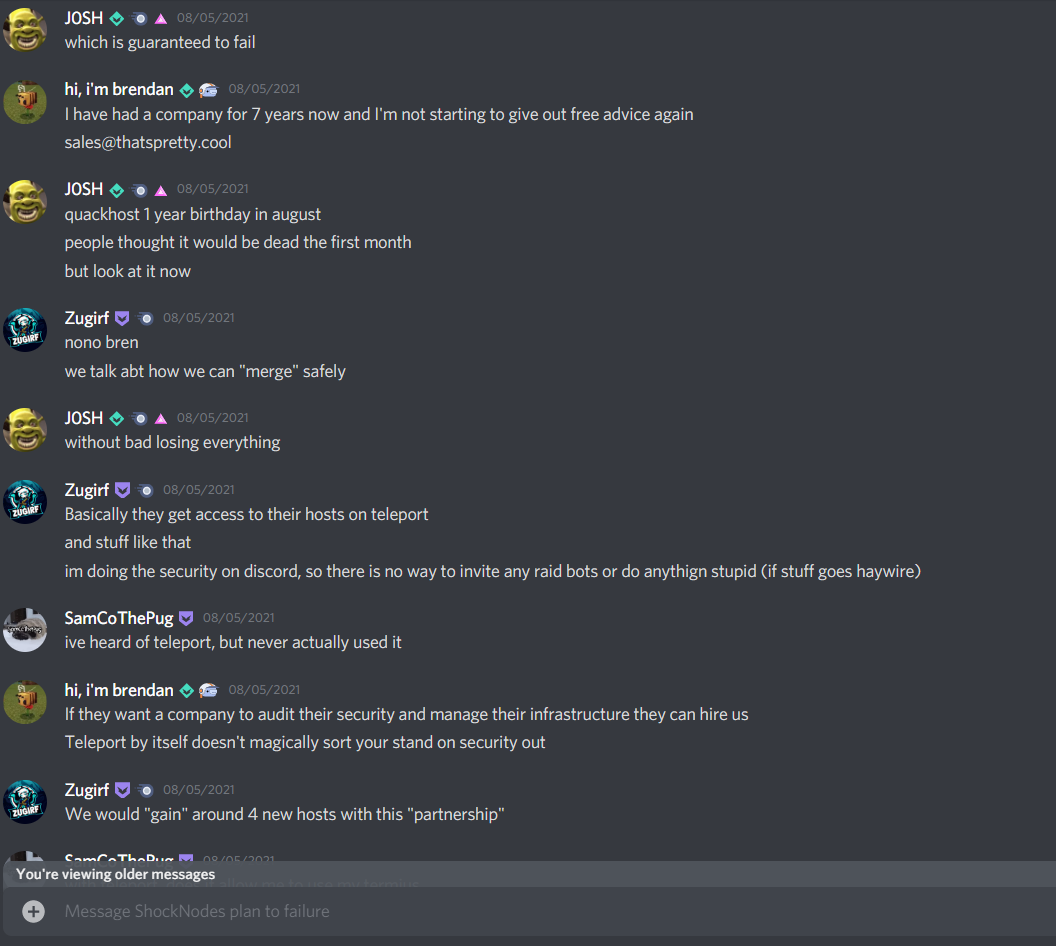 J0SH 08/05/2021
which is guaranteed to fail
hi, i'm brendan 08/05/2021
I have had a company for 7 years now and I'm not starting to give out free advice again
sales@thatspretty.cool
J0SH 08/05/2021
quackhost 1 year birthday in august
people thought it would be dead the first month
but look at it now
Zugirf 08/05/2021
nono bren
we talk abt how we can "merge" safely
J0SH 08/05/2021
without bad losing everything
Zugirf 08/05/2021
Basically they get access to their hosts on teleport
and stuff like that
im doing the security on discord, so there is no way to invite any raid bots or do anythign stupid (if stuff goes haywire)
SamCoThePug 08/05/2021
ive heard of teleport, but never actually used it
hi, i'm brendan 08/05/2021
If they want a company to audit their security and manage their infrastructure they can hire us
Teleport by itself doesn't magically sort your stand on security out
Zugirf 08/05/2021
We would "gain" around 4 new hosts with this "partnership"
SamCoThePug 08/05/2021
You're viewing older messages
Message ShockNodes plan to failure